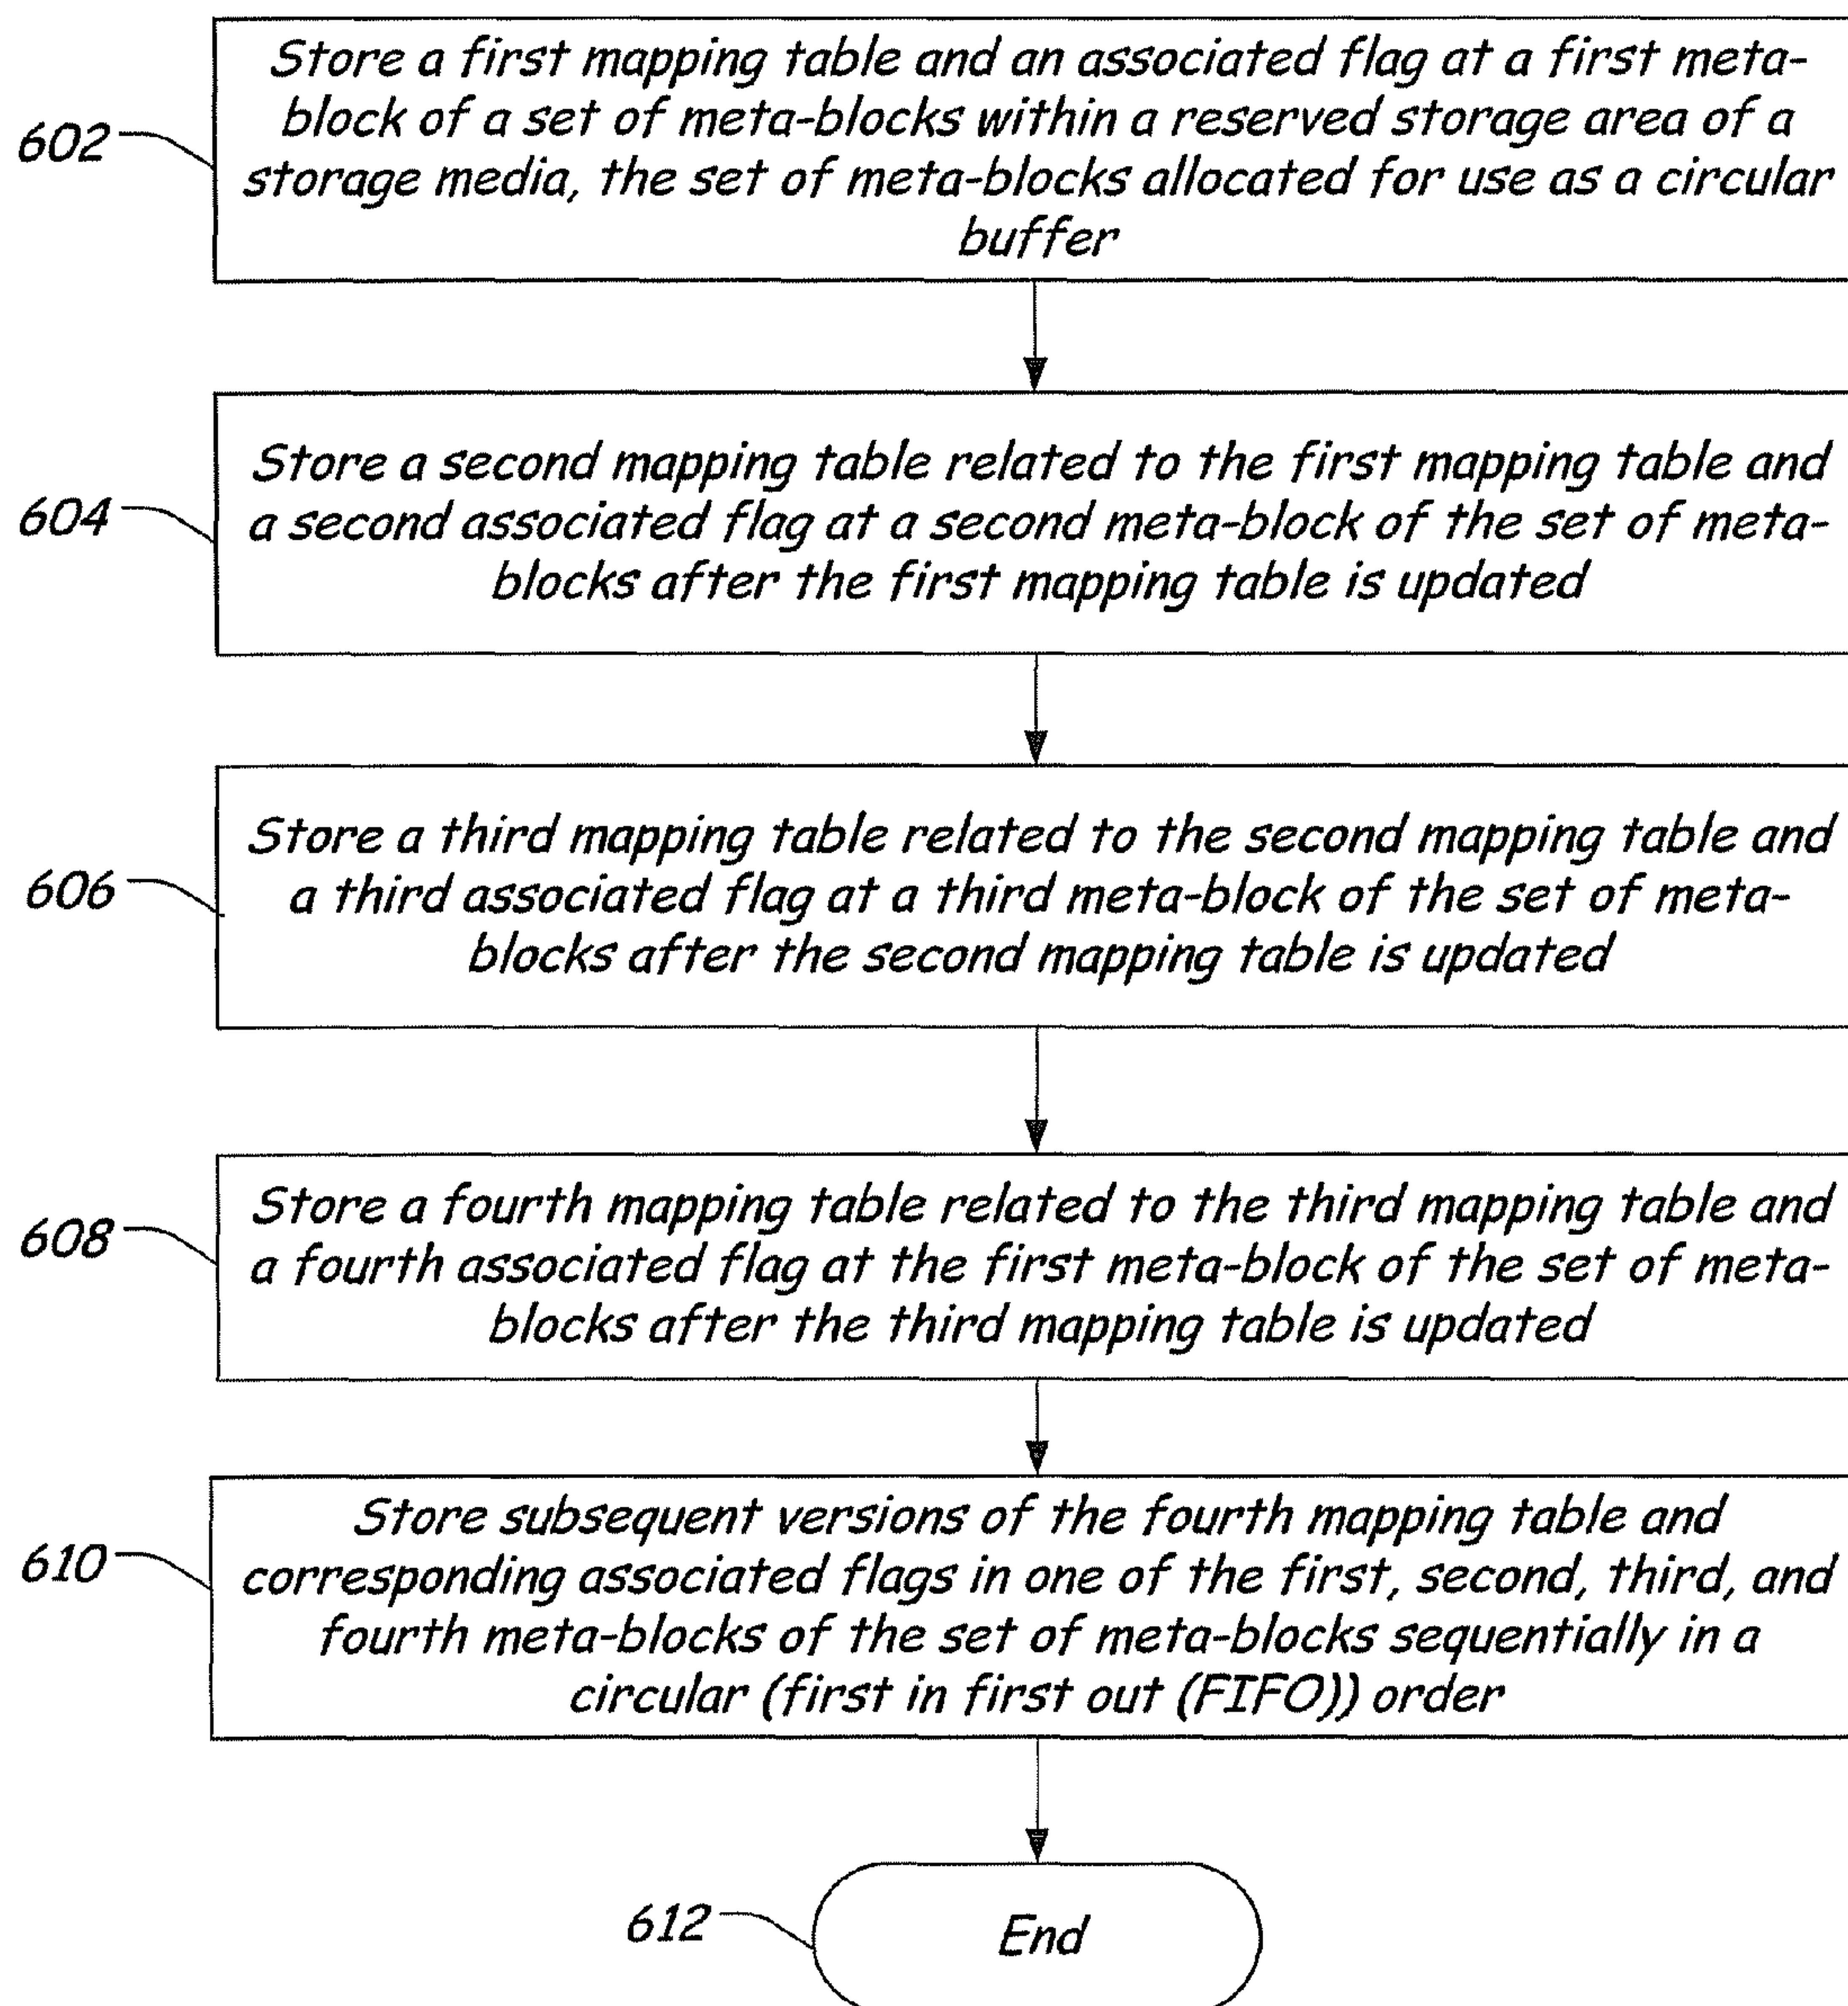 602
Store a first mapping table and an associated flag at a first meta-
block of a set of meta-blocks within a reserved storage area of a
storage media, the set of meta-blocks allocated for use as a circular
buffer
604
Store a second mapping table related to the first mapping table and
a second associated flag at a second meta-block of the set of meta-
blocks after the first mapping table is updated
606
Store a third mapping table related to the second mapping table and
a third associated flag at a third meta-block of the set of meta-
blocks after the second mapping table is updated
608
Store a fourth mapping table related to the third mapping table and
a fourth associated flag at the first meta-block of the set of meta-
blocks after the third mapping table is updated
610
Store subsequent versions of the fourth mapping table and
corresponding associated flags in one of the first, second, third, and
fourth meta-blocks of the set of meta-blocks sequentially in a
circular (first in first out (FIFO)) order
612
End